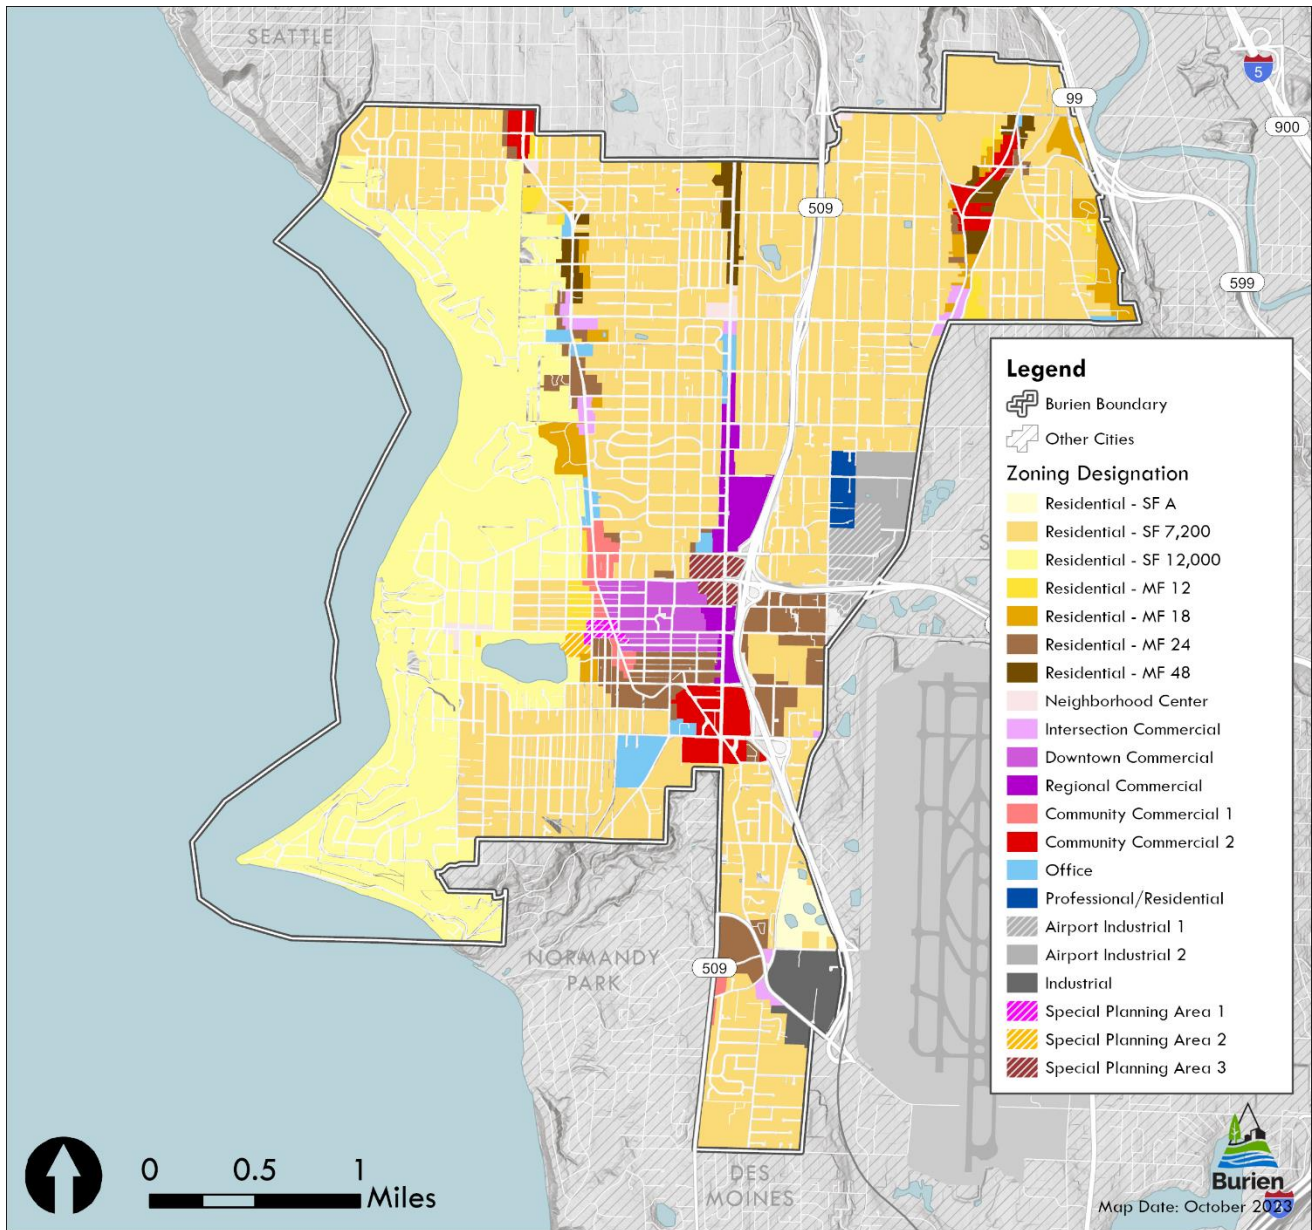 SEATTLE
5
99
900
509
599
Legend
Burien Boundary
Other Cities
Zoning Designation
Residential - SF A
Residential - SF 7,200
Residential - SF 12,000
Residential - MF 12
Residential - MF 18
Residential - MF 24
Residential - MF 48
Neighborhood Center
Intersection Commercial
Downtown Commercial
Regional Commercial
Community Commercial 1
Community Commercial 2
Office
Professional/Residential
Airport Industrial 1
Airport Industrial 2
Industrial
Special Planning Area 1
Special Planning Area 2
Special Planning Area 3
S
NORMANDY
PARK
509
DES
MOINES
0 0.5 1
Miles
Burien
Map Date: October 2023